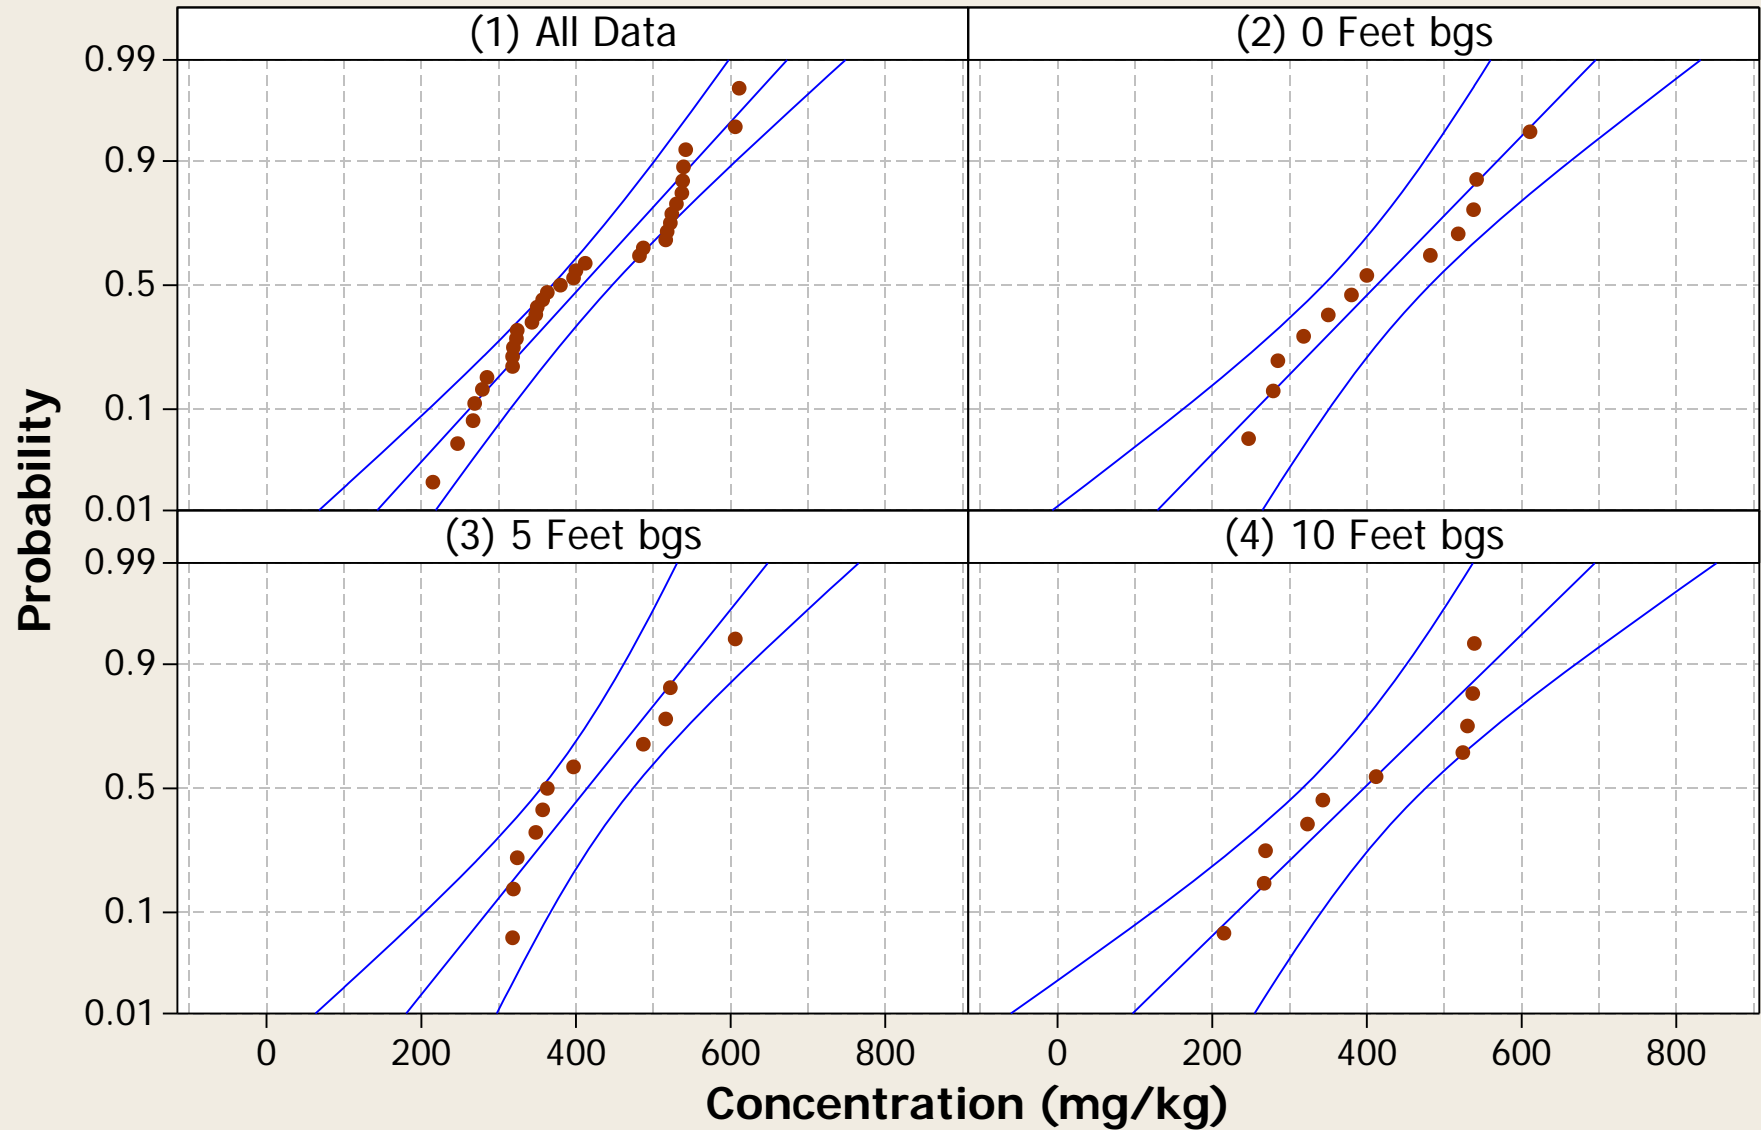 (1) All Data
(2) 0 Feet bgs
0.99
0.9
0.5
0.1
0.01
(3) 5 Feet bgs
(4) 10 Feet bgs
0.99
0.9
0.5
0.1
0.01
0 200 400 600 800
0 200 400 600 800
Probability
Concentration (mg/kg)